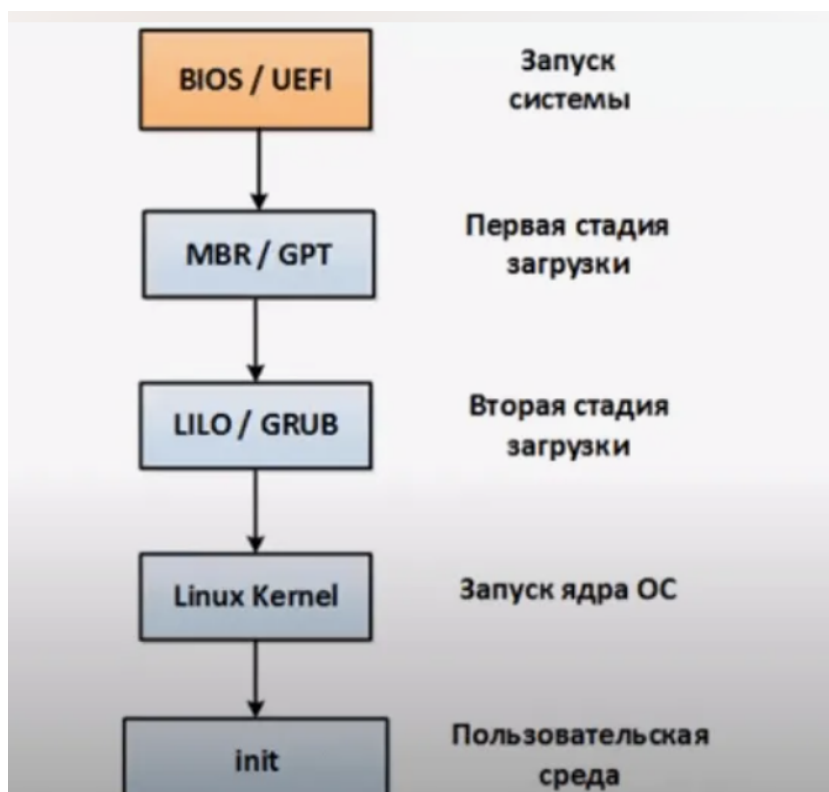 BIOS / UEFI
Запуск
системы
MBR / GPT
Первая стадия
загрузки
LILO / GRUB
Вторая стадия
загрузки
Linux Kernel
Запуск ядра ОС
init
Пользовательская
среда